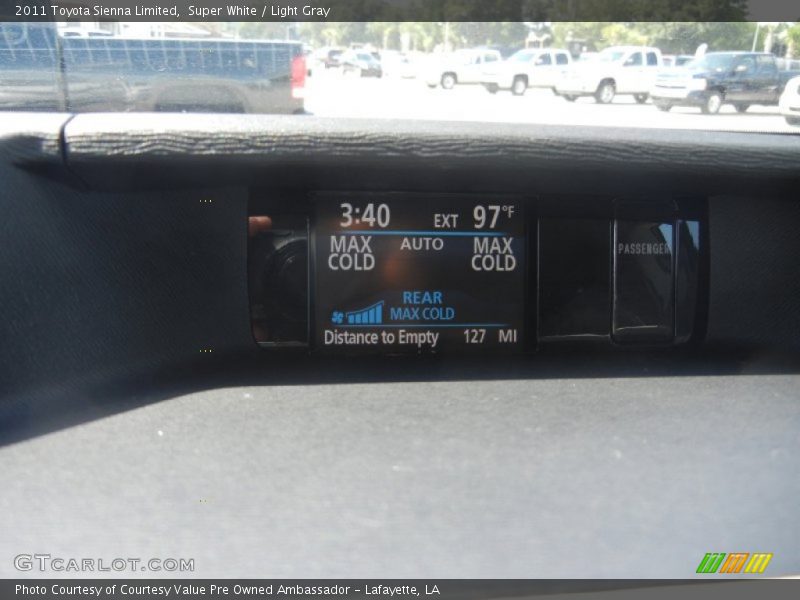 2011 Toyota Sienna Limited,  Super White / Light Gray
3:40 EXT 97°F
MAX COLD AUTO MAX COLD
REAR
MAX COLD
Distance to Empty 127 MI
PASSENGER
GTCARLOT.COM
Photo Courtesy of Courtesy Value Pre Owned Ambassador - Lafayette, LA